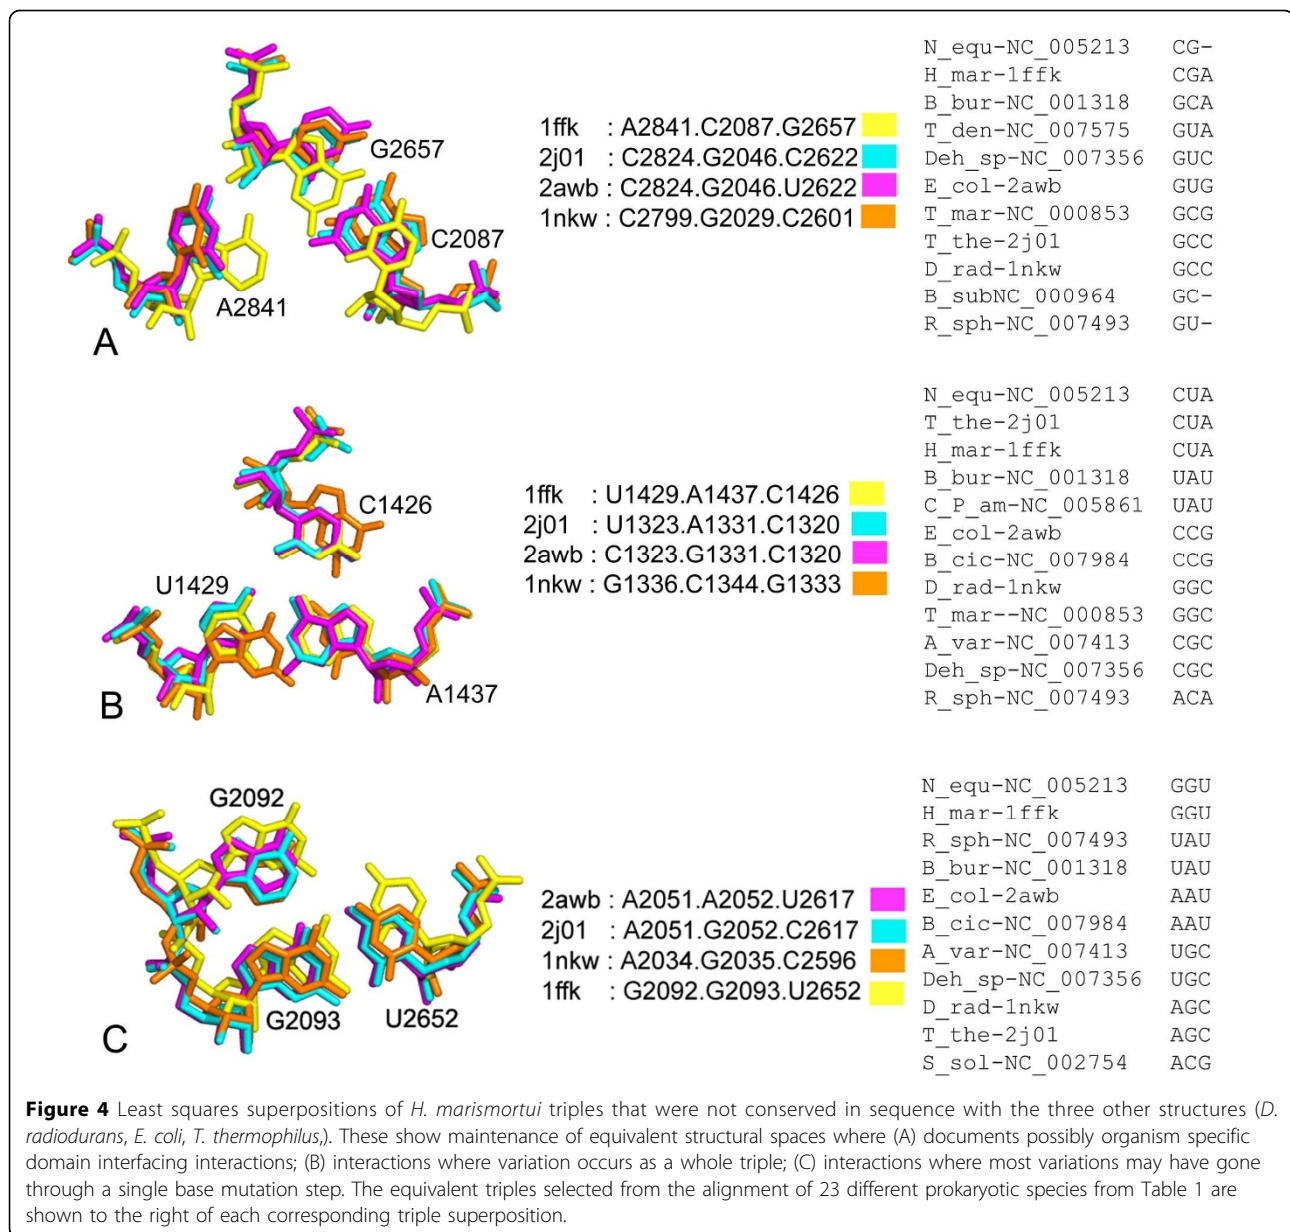 G2657
C2087
A2841
A
1ffk : A2841.C2087.G2657
2j01 : C2824.G2046.C2622
2awb : C2824.G2046.U2622
1nkw : C2799.G2029.C2601
N_equ-NC_005213 CG-
H_mar-1ffk CGA
B_bur-NC_001318 GCA
T_den-NC_007575 GUA
Deh_sp-NC_007356 GUC
E_col-2awb GUG
T_mar-NC_000853 GCG
T_the-2j01 GCC
D_rad-1nkw GCC
B_subNC_000964 GC-
R_sph-NC_007493 GU-
C1426
U1429
A1437
B
1ffk : U1429.A1437.C1426
2j01 : U1323.A1331.C1320
2awb : C1323.G1331.C1320
1nkw : G1336.C1344.G1333
N_equ-NC_005213 CUA
T_the-2j01 CUA
H_mar-1ffk CUA
B_bur-NC_001318 UAU
C_P_am-NC_005861 UAU
E_col-2awb CCG
B_cic-NC_007984 CCG
D_rad-1nkw GGC
T_mar--NC_000853 GGC
A_var-NC_007413 CGC
Deh_sp-NC_007356 CGC
R_sph-NC_007493 ACA
G2092
G2093
U2652
C
2awb : A2051.A2052.U2617
2j01 : A2051.G2052.C2617
1nkw : A2034.G2035.C2596
1ffk : G2092.G2093.U2652
N_equ-NC_005213 GGU
H_mar-1ffk GGU
R_sph-NC_007493 UAU
B_bur-NC_001318 UAU
E_col-2awb AAU
B_cic-NC_007984 AAU
A_var-NC_007413 UGC
Deh_sp-NC_007356 UGC
D_rad-1nkw AGC
T_the-2j01 AGC
S_sol-NC_002754 ACG
Figure 4 Least squares superpositions of H. marismortui triples that were not conserved in sequence with the three other structures (D.
radiodurans, E. coli, T. thermophilus,). These show maintenance of equivalent structural spaces where (A) documents possibly organism specific
domain interfacing interactions; (B) interactions where variation occurs as a whole triple; (C) interactions where most variations may have gone
through a single base mutation step. The equivalent triples selected from the alignment of 23 different prokaryotic species from Table 1 are
shown to the right of each corresponding triple superposition.